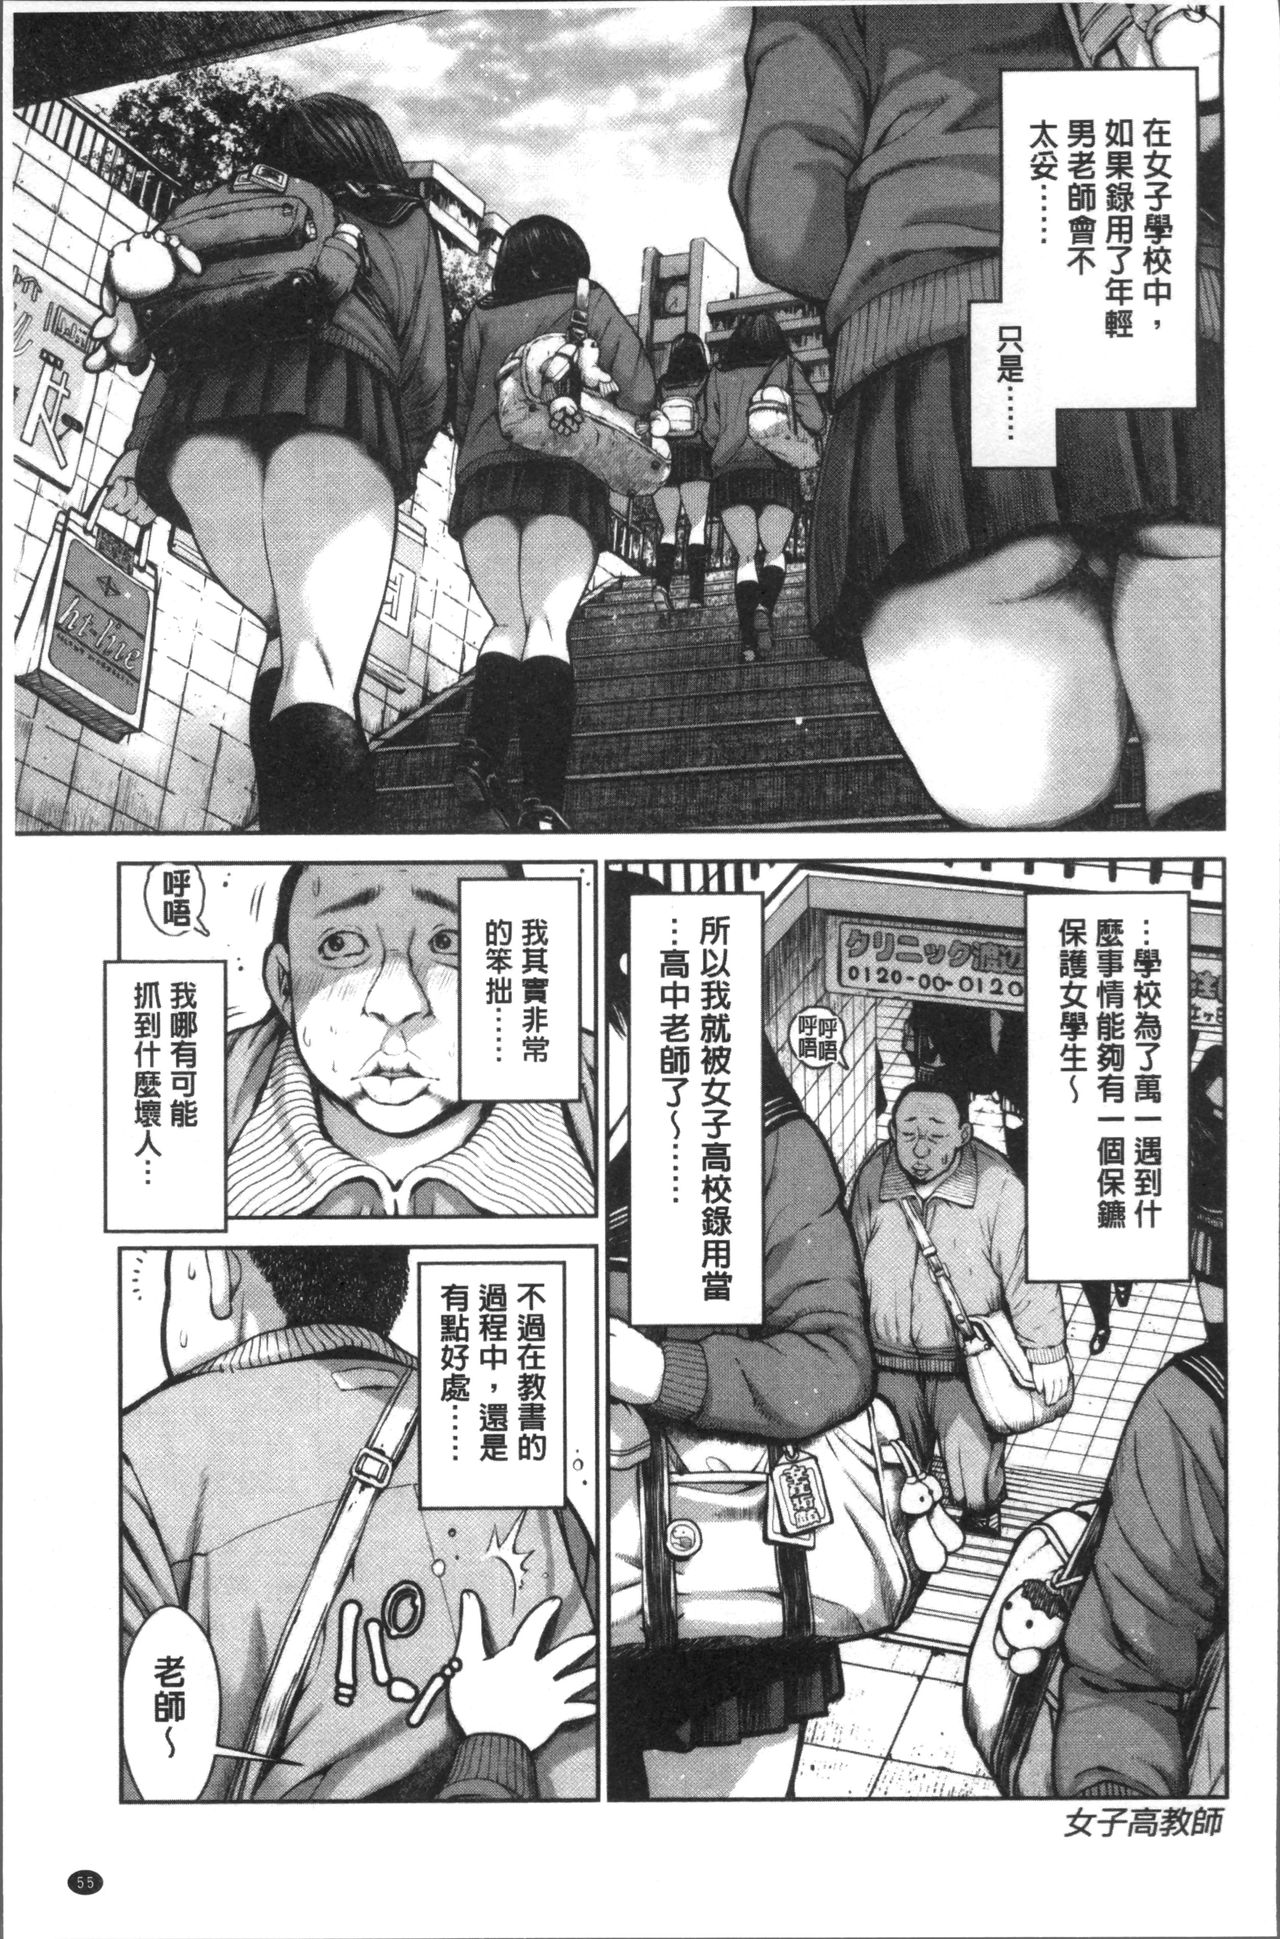 在女子學校中，
如果錄用了年輕
男老師會不
太妥……
只是……
ht-line
…學校為了萬一遇到什
麼事情能夠有一個保鑣
保護女學生～
クリニック
0120-00-0120
呼唔
呼唔
所以我就被女子高校錄用當
…高中老師了～……
我其實非常
的笨拙……
呼唔
我哪有可能
抓到什麼壞人…
不過在教書的
過程中，還是
有點好處……
老師～
女子高教師
55